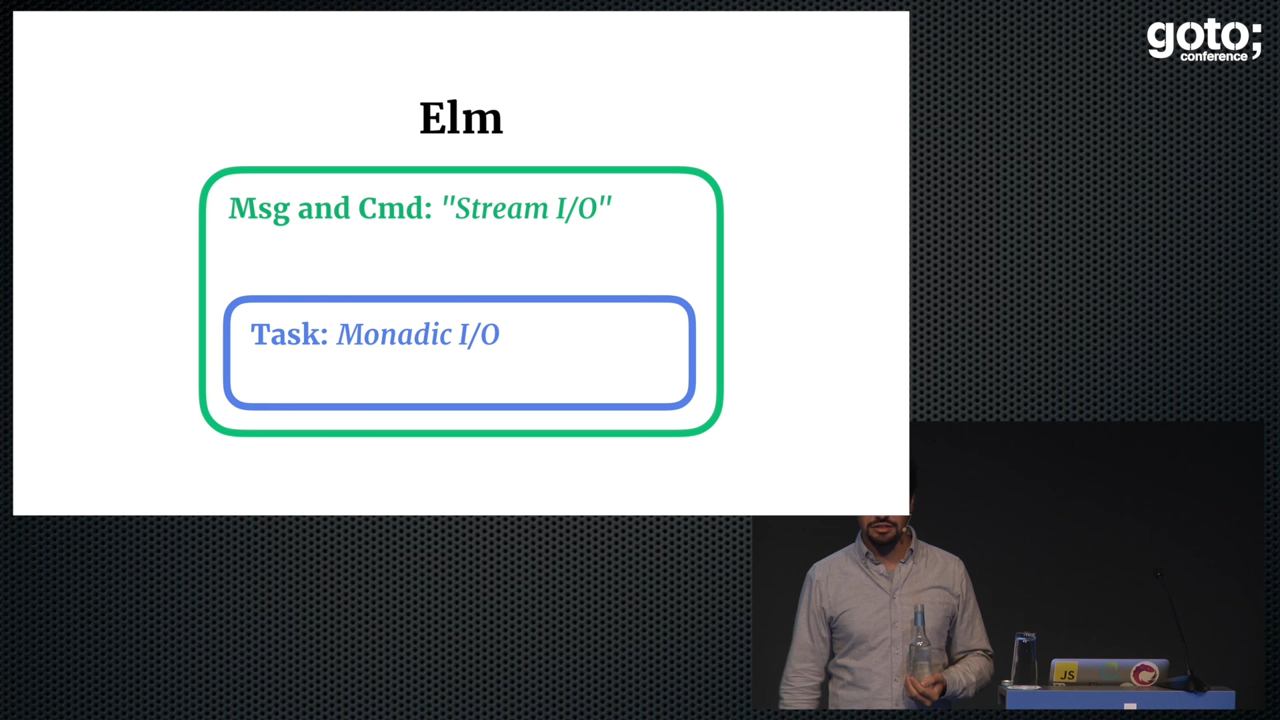 goto;
conference
Elm
Msg and Cmd: "Stream I/O"
Task: Monadic I/O
JS